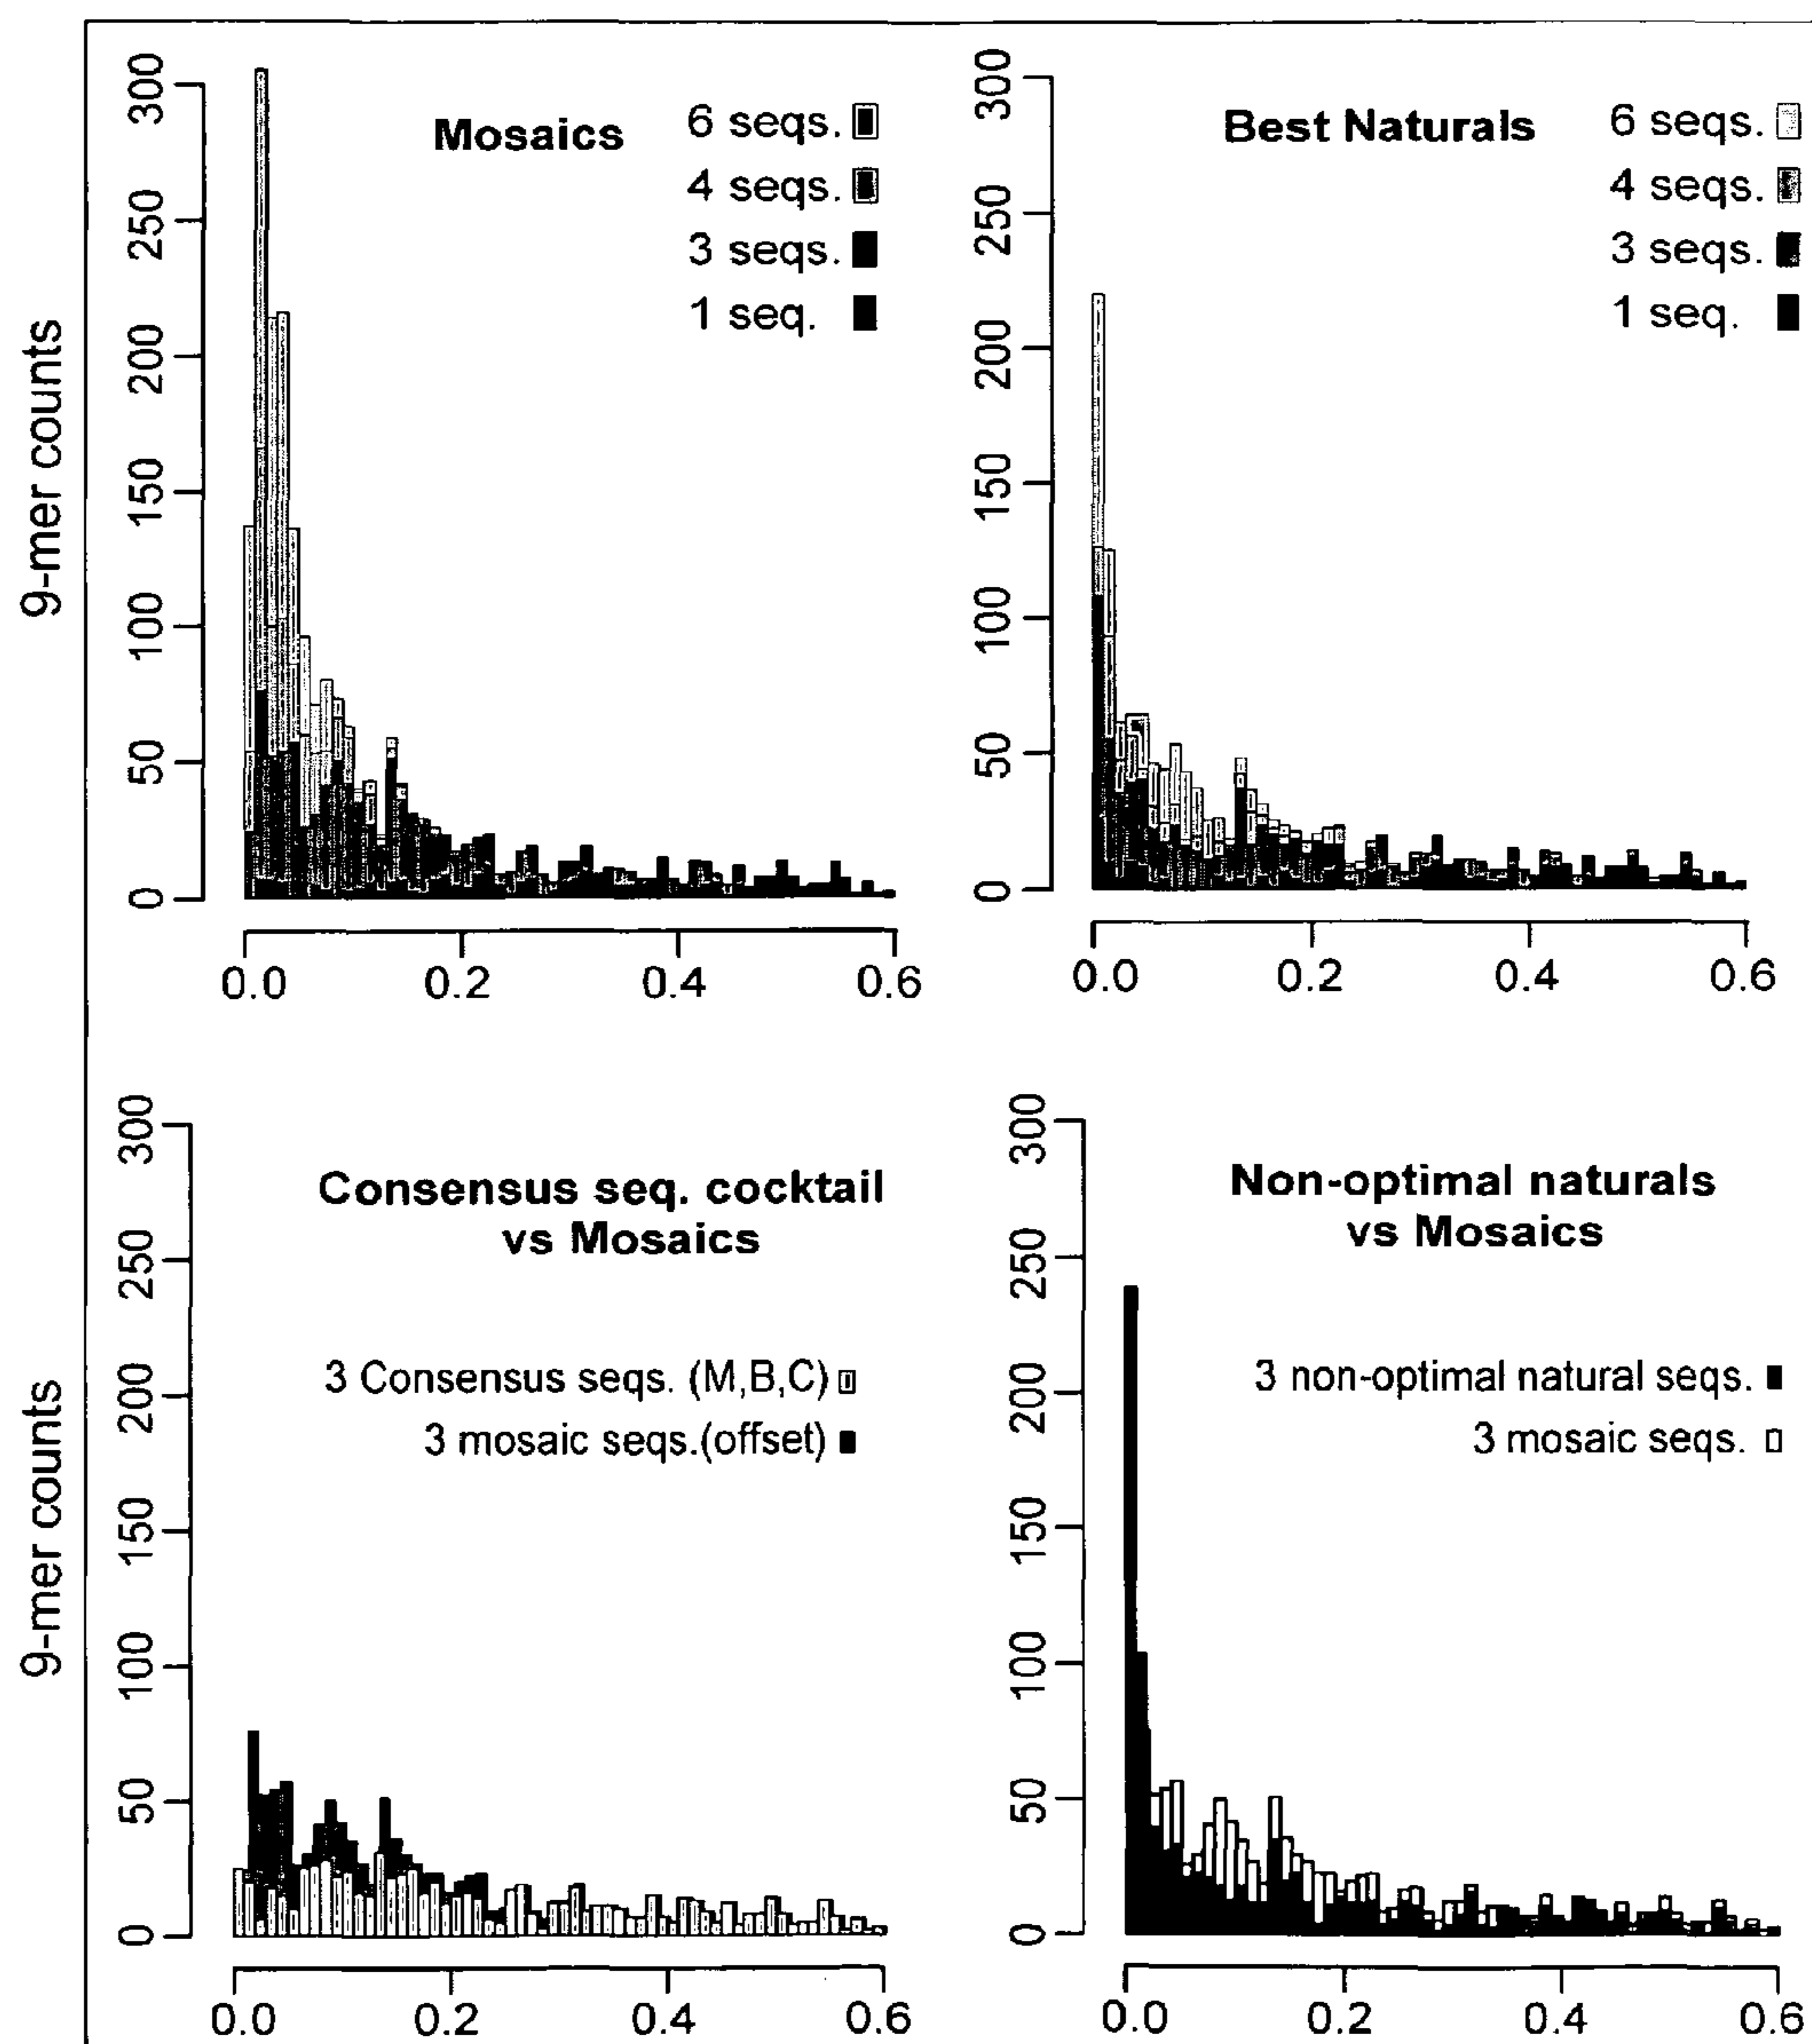 Mosaics
6 seqs.
4 seqs.
3 seqs.
1 seq.
9-mer counts
300
250
200
150
100
50
0
0.0 0.2 0.4 0.6
Best Naturals
6 seqs.
4 seqs.
3 seqs.
1 seq.
300
250
200
150
100
50
0
0.0 0.2 0.4 0.6
Consensus seq. cocktail
vs Mosaics
3 Consensus seqs. (M,B,C)
3 mosaic seqs.(offset)
9-mer counts
300
250
200
150
100
50
0
0.0 0.2 0.4 0.6
Non-optimal naturals
vs Mosaics
3 non-optimal natural seqs.
3 mosaic seqs.
300
250
200
150
100
50
0
0.0 0.2 0.4 0.6